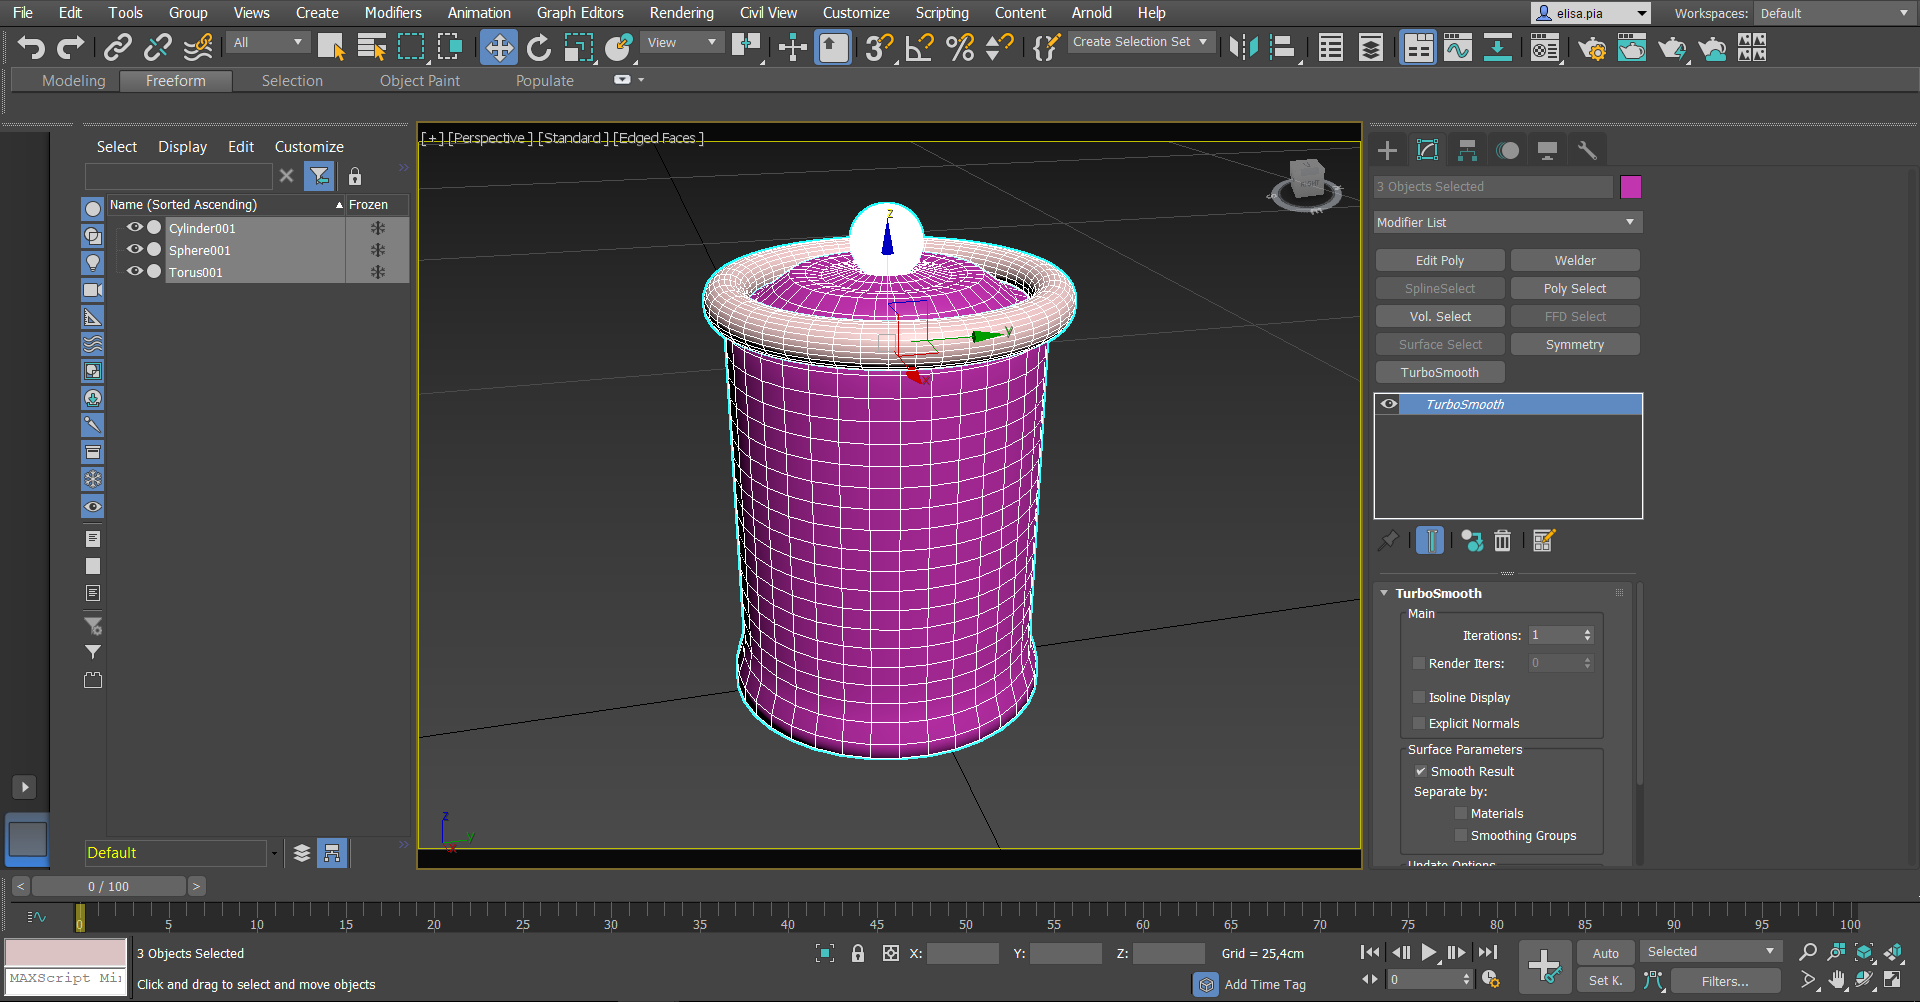 File Edit Tools Group Views Create Modifiers Animation Graph Editors Rendering Civil View Customize Scripting Content Arnold Help
elisa.pia Workspaces: Default
All View Create Selection Set
Modeling Freeform Selection Object Paint Populate
Select Display Edit Customize
[+] [Perspective] [Standard] [Edged Faces]
Name (Sorted Ascending) Frozen
Cylinder001
Sphere001
Torus001
z
y
x
RIGHT
3 Objects Selected
Modifier List
Edit Poly Welder
SplineSelect Poly Select
Vol. Select FFD Select
Surface Select Symmetry
TurboSmooth
TurboSmooth
TurboSmooth
Main
Iterations: 1
Render Iters: 0
Isoline Display
Explicit Normals
Surface Parameters
Smooth Result
Separate by:
Materials
Smoothing Groups
Update Options
z
y
x
Default
< 0 / 100 >
0 5 10 15 20 25 30 35 40 45 50 55 60 65 70 75 80 85 90 95 100
3 Objects Selected X: Y: Z: Grid = 25,4cm Auto Selected
MAXScript Mi
Click and drag to select and move objects Add Time Tag 0 Set K. Filters...